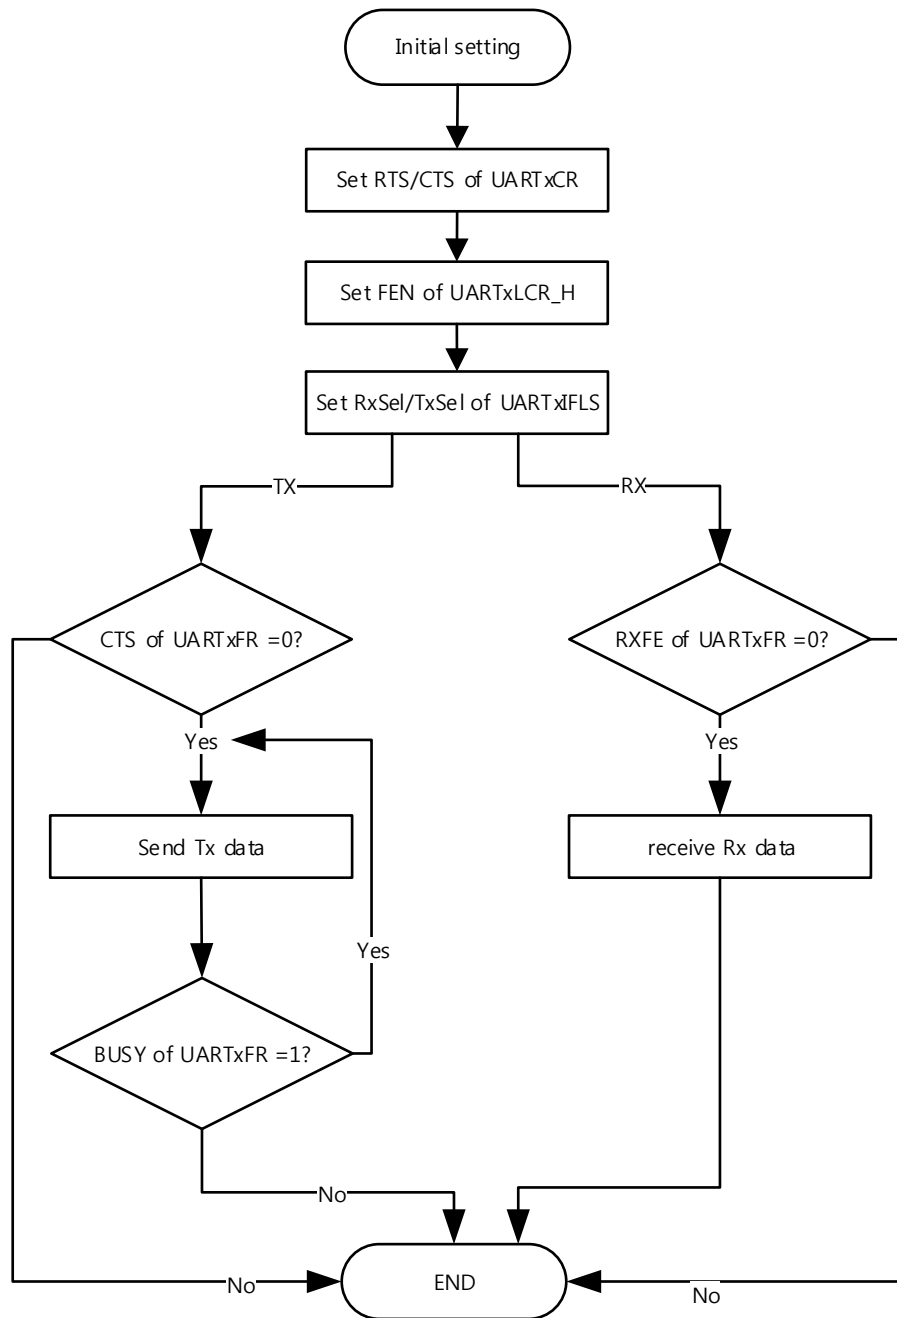 Initial setting
Set RTS/CTS of UARTxCR
Set FEN of UARTxLCR_H
Set RxSel/TxSel of UARTxIFLS
TX
RX
CTS of UARTxFR =0?
RXFE of UARTxFR =0?
Yes
Yes
Send Tx data
receive Rx data
Yes
BUSY of UARTxFR =1?
No
No
END
No